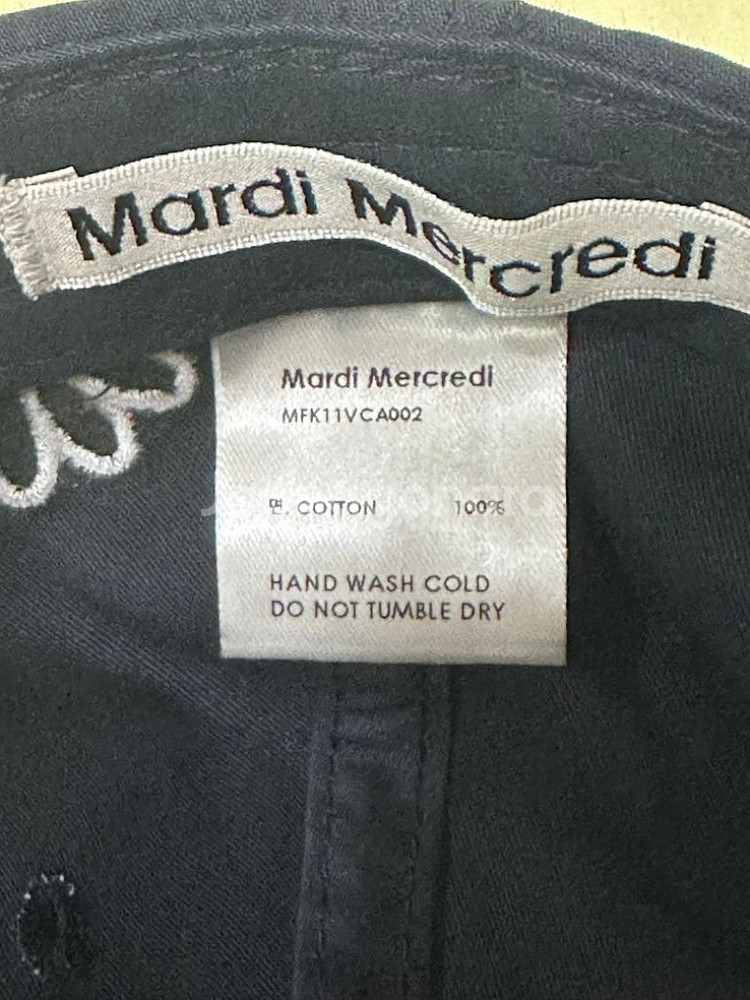 Mardi Mercredi
Mardi Mercredi
MFK11VCA002
면. COTTON 100%
HAND WASH COLD
DO NOT TUMBLE DRY